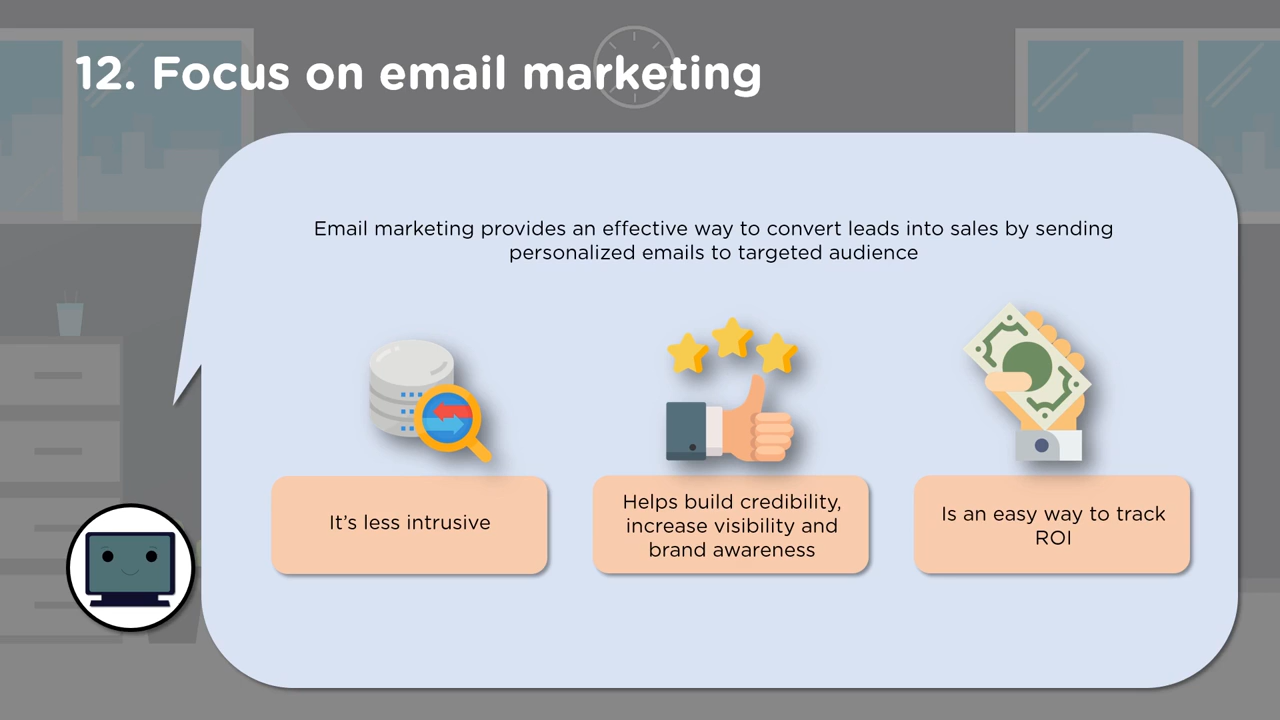 12. Focus on email marketing
Email marketing provides an effective way to convert leads into sales by sending
personalized emails to targeted audience
It’s less intrusive
Helps build credibility,
increase visibility and
brand awareness
Is an easy way to track
ROI